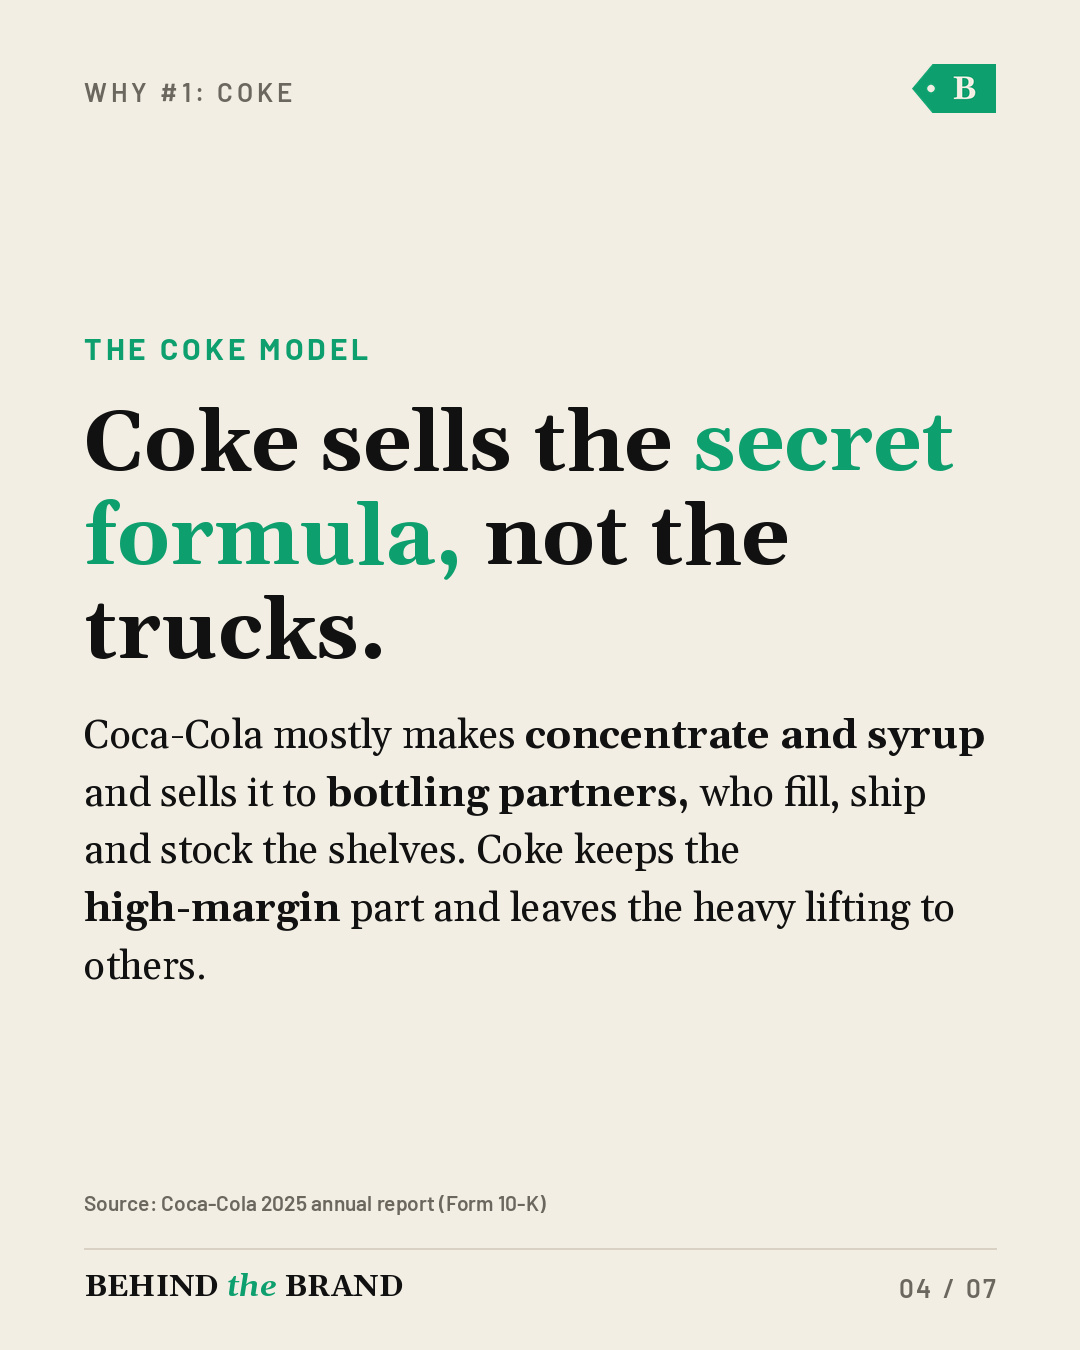 WHY #1: COKE
B
THE COKE MODEL
Coke sells the secret
formula, not the
trucks.
Coca-Cola mostly makes concentrate and syrup
and sells it to bottling partners, who fill, ship
and stock the shelves. Coke keeps the
high-margin part and leaves the heavy lifting to
others.
Source: Coca-Cola 2025 annual report (Form 10-K)
BEHIND the BRAND
04 / 07